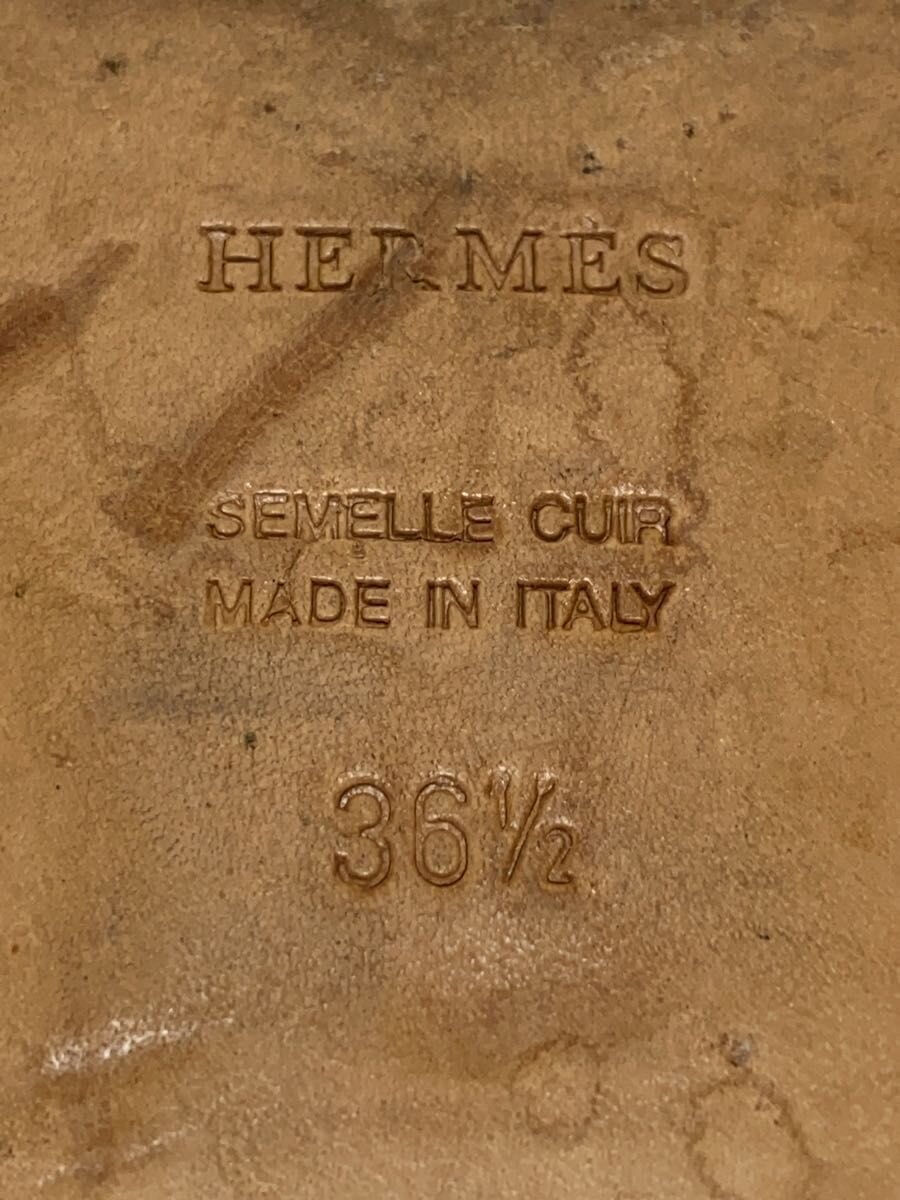 HERMÈS
SEMELLE CUIR
MADE IN ITALY
36½